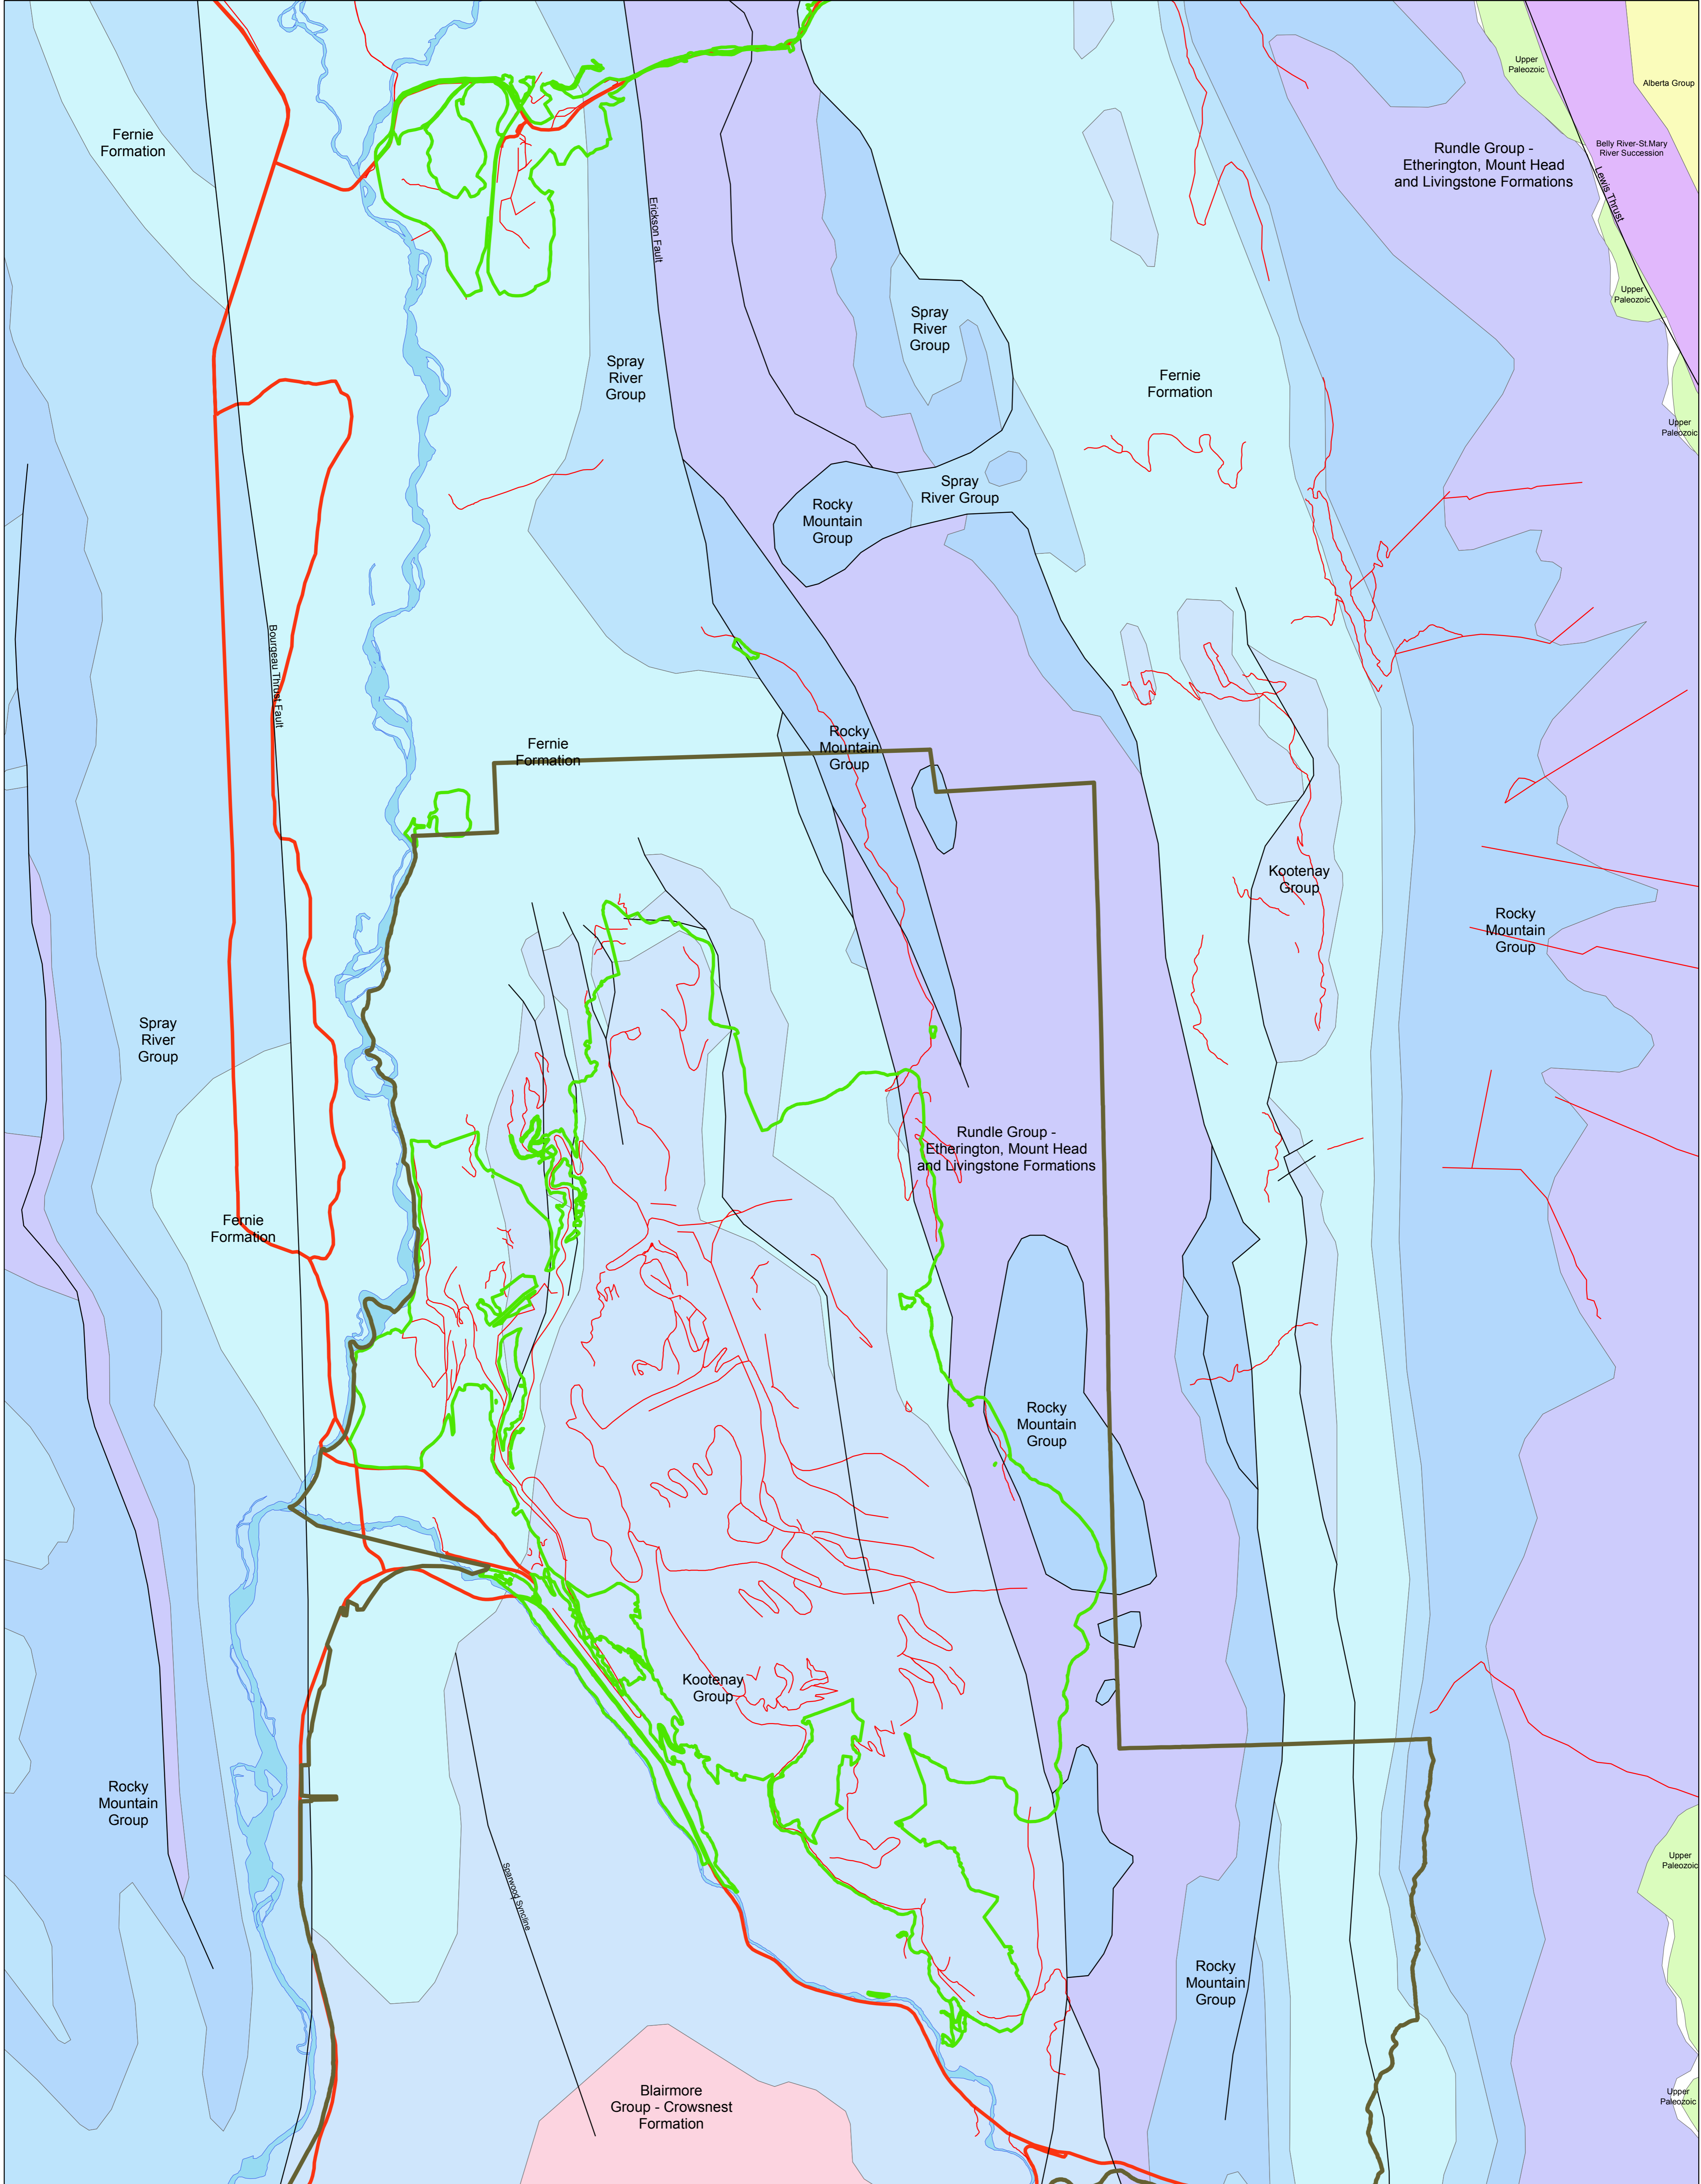 Upper
Paleozoic
Alberta Group
Fernie
Formation
Rundle Group -
Etherington, Mount Head
and Livingstone Formations
Belly River-St.Mary
River Succession
Lewis Thrust
Erickson Fault
Upper
Paleozoic
Spray
River
Group
Spray
River
Group
Fernie
Formation
Upper
Paleozoic
Spray
River Group
Rocky
Mountain
Group
Bourgeau Thrust Fault
Fernie
Formation
Rocky
Mountain
Group
Kootenay
Group
Rocky
Mountain
Group
Spray
River
Group
Rundle Group -
Etherington, Mount Head
and Livingstone Formations
Fernie
Formation
Rocky
Mountain
Group
Kootenay
Group
Rocky
Mountain
Group
Upper
Paleozoic
Sparwood Syncline
Rocky
Mountain
Group
Blairmore
Group - Crowsnest
Formation
Upper
Paleozoic